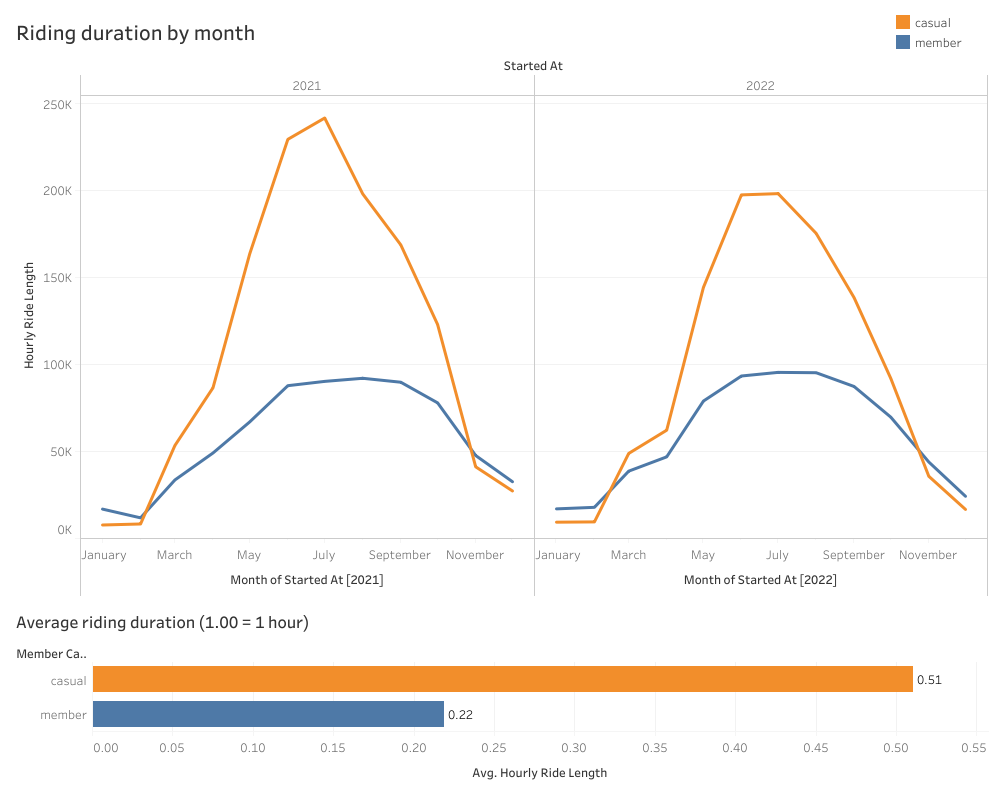 Riding duration by month
casual
member
Started At
2021
2022
250K
200K
150K
100K
50K
0K
Hourly Ride Length
January March May July September November
January March May July September November
Month of Started At [2021]
Month of Started At [2022]
Average riding duration (1.00 = 1 hour)
Member Ca..
casual 0.51
member 0.22
0.00 0.05 0.10 0.15 0.20 0.25 0.30 0.35 0.40 0.45 0.50 0.55
Avg. Hourly Ride Length